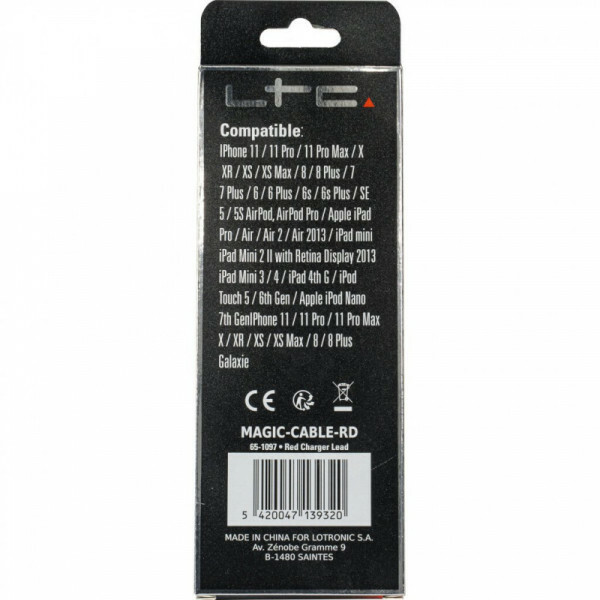 LTC
Compatible:
IPhone 11 / 11 Pro / 11 Pro Max / X
XR / XS / XS Max / 8 / 8 Plus / 7
7 Plus / 6 / 6 Plus / 6s / 6s Plus / SE
5 / 5S AirPod, AirPod Pro / Apple iPad
Pro / Air / Air 2 / Air 2013 / iPad mini
iPad Mini 2 II with Retina Display 2013
iPad Mini 3 / 4 / iPad 4th G / iPod
Touch 5 / 6th Gen / Apple iPod Nano
7th GenIPhone 11 / 11 Pro / 11 Pro Max
X / XR / XS / XS Max / 8 / 8 Plus
Galaxie
CE
MAGIC-CABLE-RD
65-1097 • Red Charger Lead
5 420047 139320
MADE IN CHINA FOR LOTRONIC S.A.
Av. Zénobe Gramme 9
B-1480 SAINTES